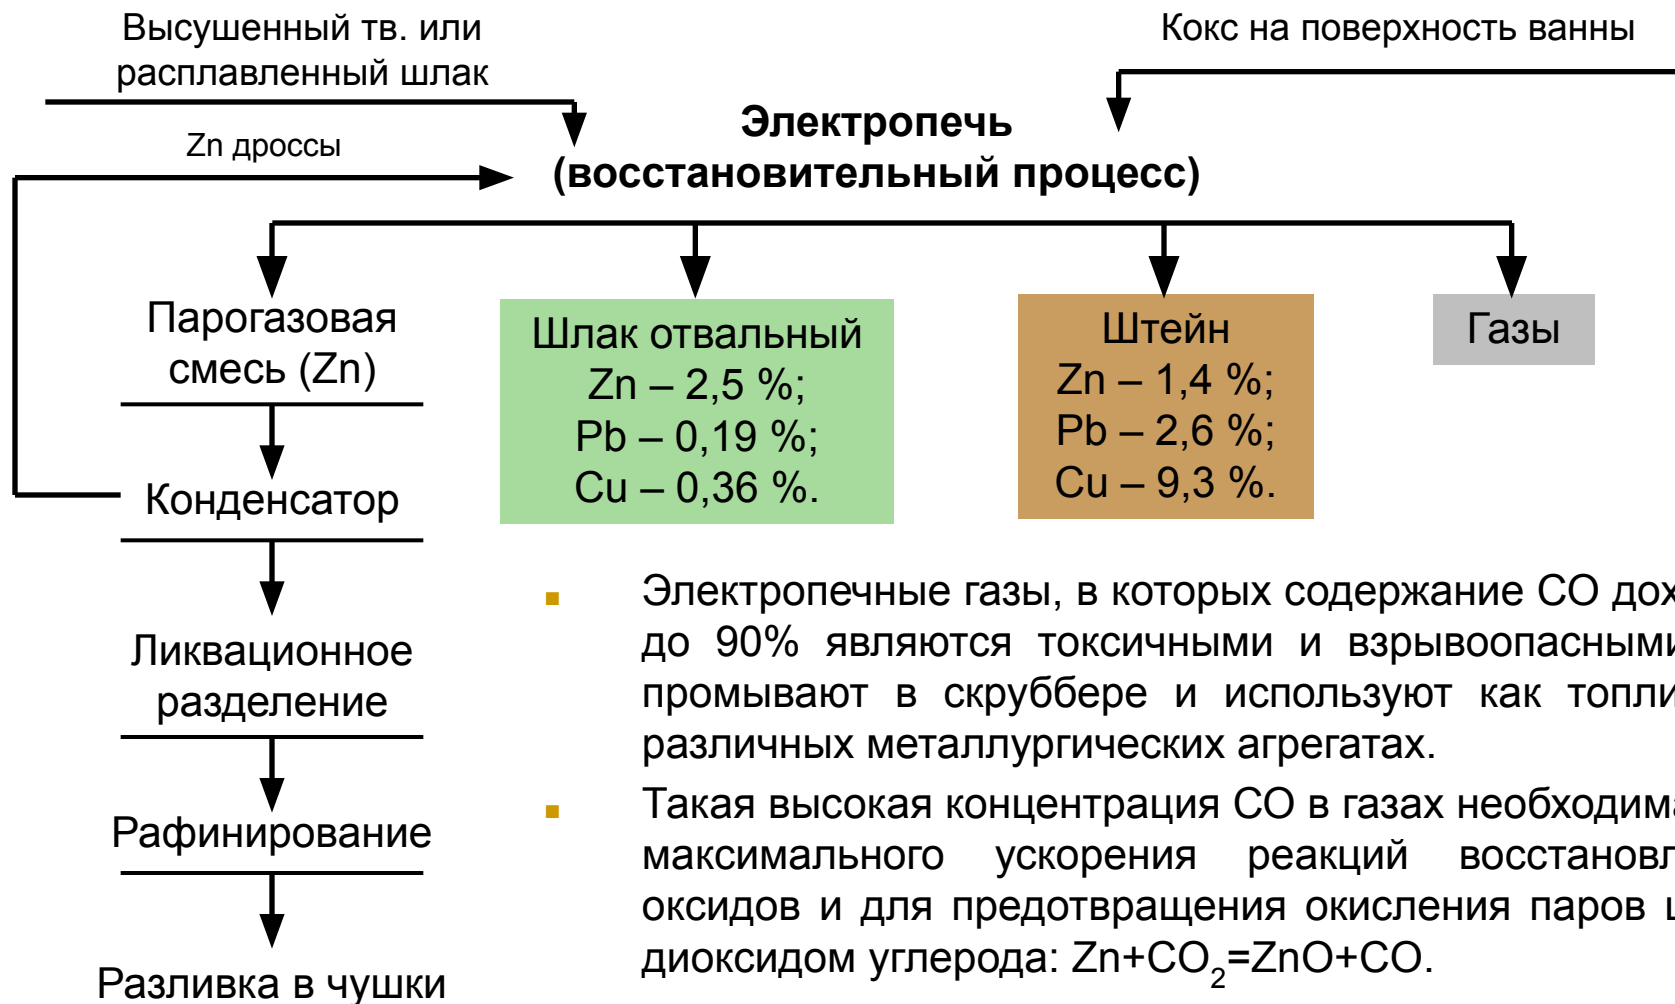 Высушенный тв. или
расплавленный шлак
Кокс на поверхность ванны
Zn дроссы
Электропечь
(восстановительный процесс)
Парогазовая
смесь (Zn)
Шлак отвальный
Zn – 2,5 %;
Pb – 0,19 %;
Cu – 0,36 %.
Штейн
Zn – 1,4 %;
Pb – 2,6 %;
Cu – 9,3 %.
Газы
Конденсатор
Ликвационное
разделение
Рафинирование
Разливка в чушки
Электропечные газы, в которых содержание СО
до 90% являются токсичными и взрывоопасными
промывают в скруббере и используют как
различных металлургических агрегатах.
Такая высокая концентрация СО в газах необходима
максимального ускорения реакций
оксидов и для предотвращения окисления паров
диоксидом углерода: Zn+CO₂=ZnO+CO.